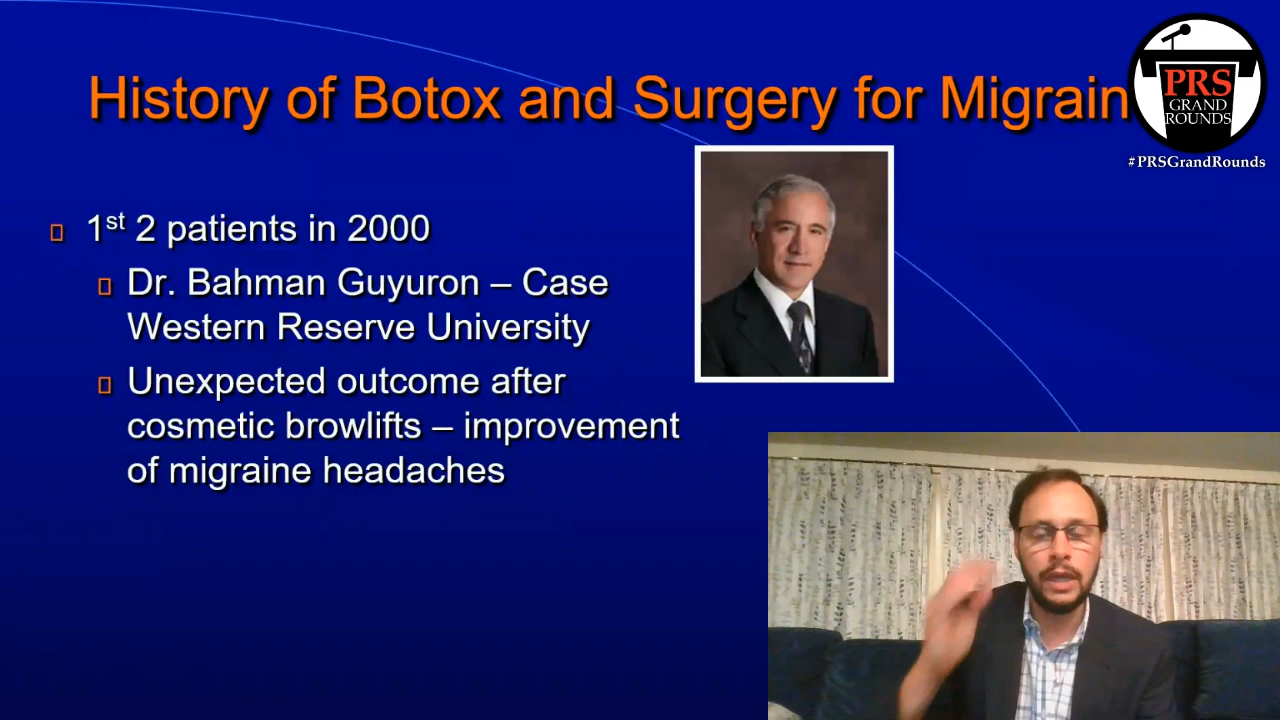 History of Botox and Surgery for Migrain
PRS
GRAND
ROUNDS
#PRSGrandRounds
1st 2 patients in 2000
Dr. Bahman Guyuron – Case
Western Reserve University
Unexpected outcome after
cosmetic browlifts – improvement
of migraine headaches